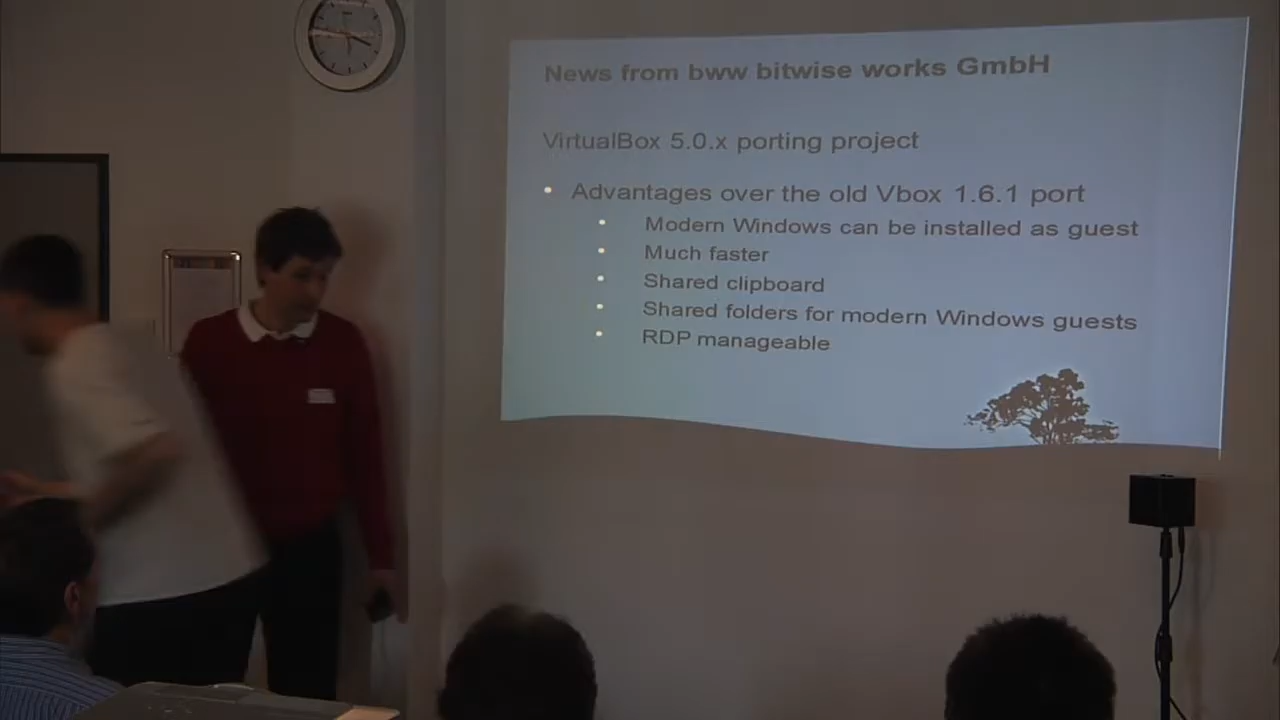 News from bww bitwise works GmbH
VirtualBox 5.0.x porting project
• Advantages over the old Vbox 1.6.1 port
• Modern Windows can be installed as guest
• Much faster
• Shared clipboard
• Shared folders for modern Windows guests
• RDP manageable